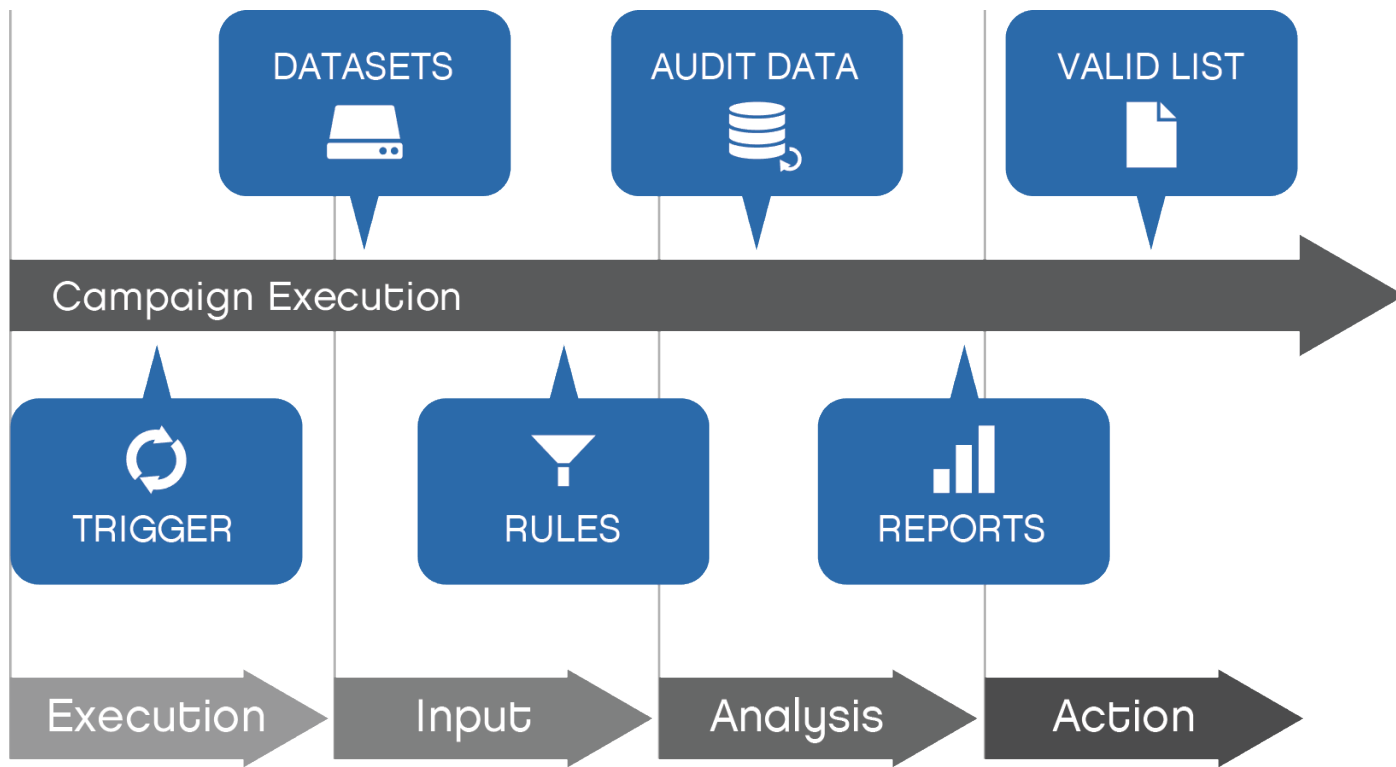 DATASETS
AUDIT DATA
VALID LIST
Campaign Execution
TRIGGER
RULES
REPORTS
Execution
Input
Analysis
Action